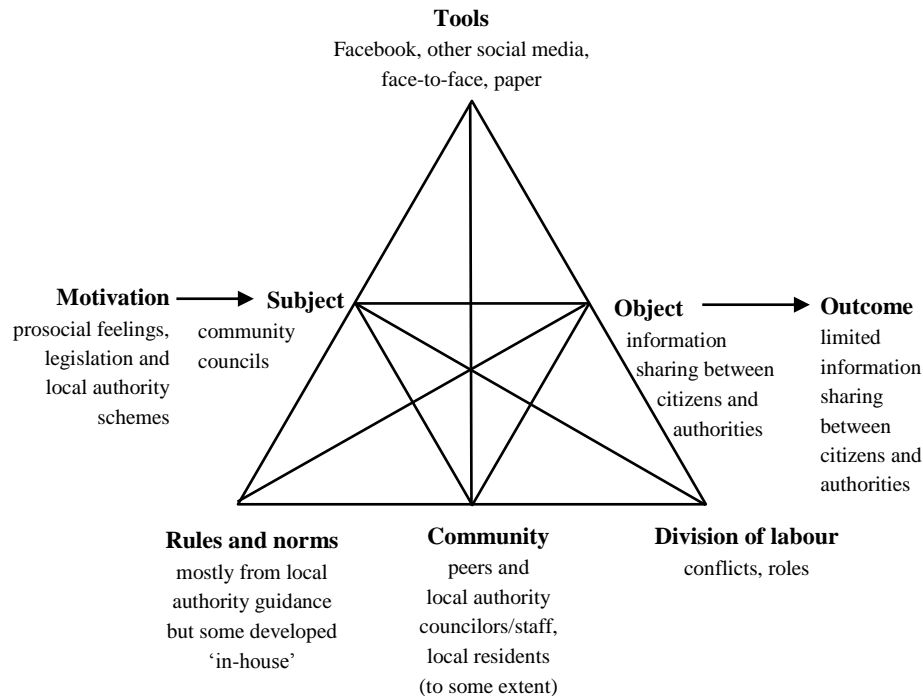 Tools
Facebook, other social media,
face-to-face, paper
Motivation
prosocial feelings,
legislation and
local authority
schemes
Subject
community
councils
Object
information
sharing between
citizens and
authorities
Outcome
limited
information
sharing
between
citizens and
authorities
Rules and norms
mostly from local
authority guidance
but some developed
‘in-house’
Community
peers and
local authority
councilors/staff,
local residents
(to some extent)
Division of labour
conflicts, roles